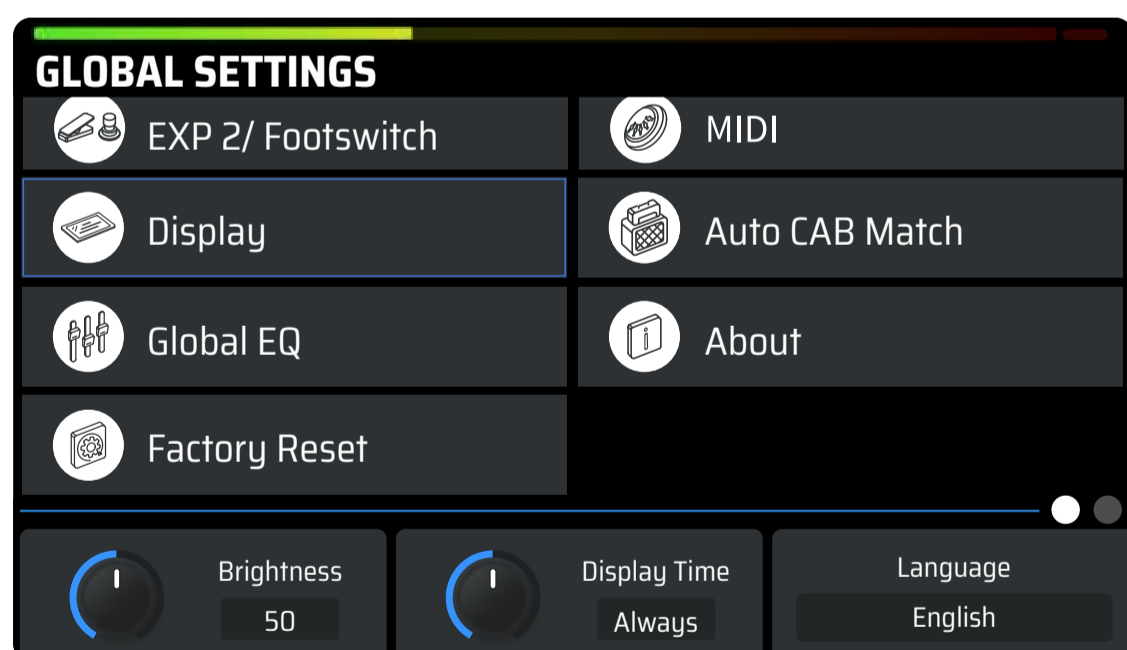 GLOBAL SETTINGS
EXP 2/ Footswitch
MIDI
Display
Auto CAB Match
Global EQ
About
Factory Reset
Brightness
50
Display Time
Always
Language
English